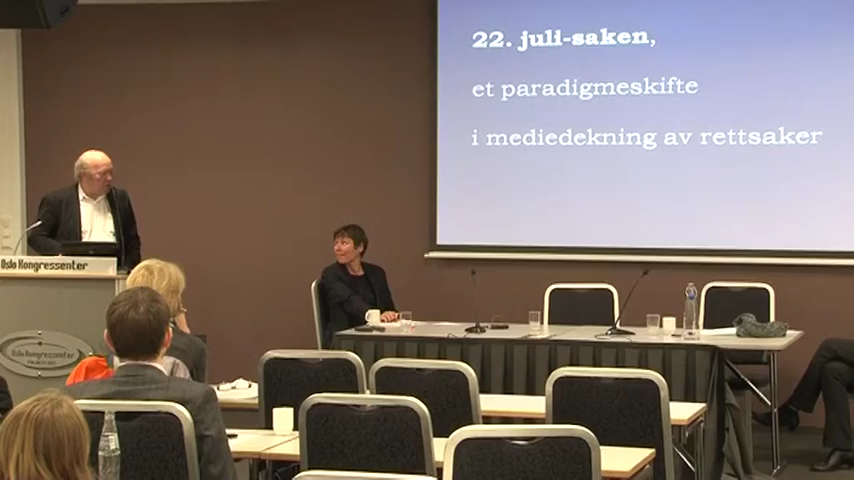 22. juli-saken,
et paradigmeskifte
i mediedekning av rettsaker
Oslo Kongressenter
Oslo Kongressenter